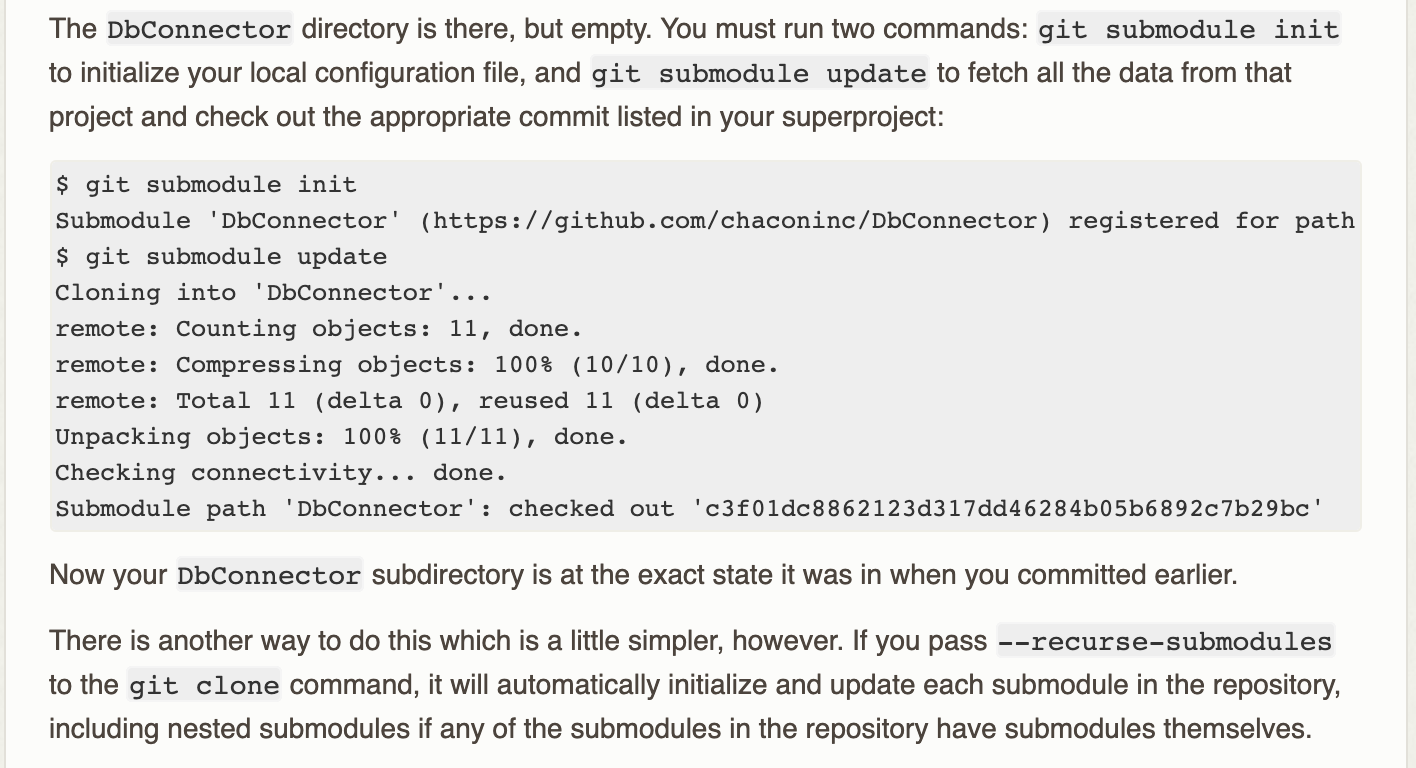 The DbConnector directory is there, but empty. You must run two commands: git submodule init
to initialize your local configuration file, and git submodule update to fetch all the data from that
project and check out the appropriate commit listed in your superproject:
$ git submodule init
Submodule 'DbConnector' (https://github.com/chaconinc/DbConnector) registered for path
$ git submodule update
Cloning into 'DbConnector'...
remote: Counting objects: 11, done.
remote: Compressing objects: 100% (10/10), done.
remote: Total 11 (delta 0), reused 11 (delta 0)
Unpacking objects: 100% (11/11), done.
Checking connectivity... done.
Submodule path 'DbConnector': checked out 'c3f01dc8862123d317dd46284b05b6892c7b29bc'
Now your DbConnector subdirectory is at the exact state it was in when you committed earlier.
There is another way to do this which is a little simpler, however. If you pass --recurse-submodules
to the git clone command, it will automatically initialize and update each submodule in the repository,
including nested submodules if any of the submodules in the repository have submodules themselves.